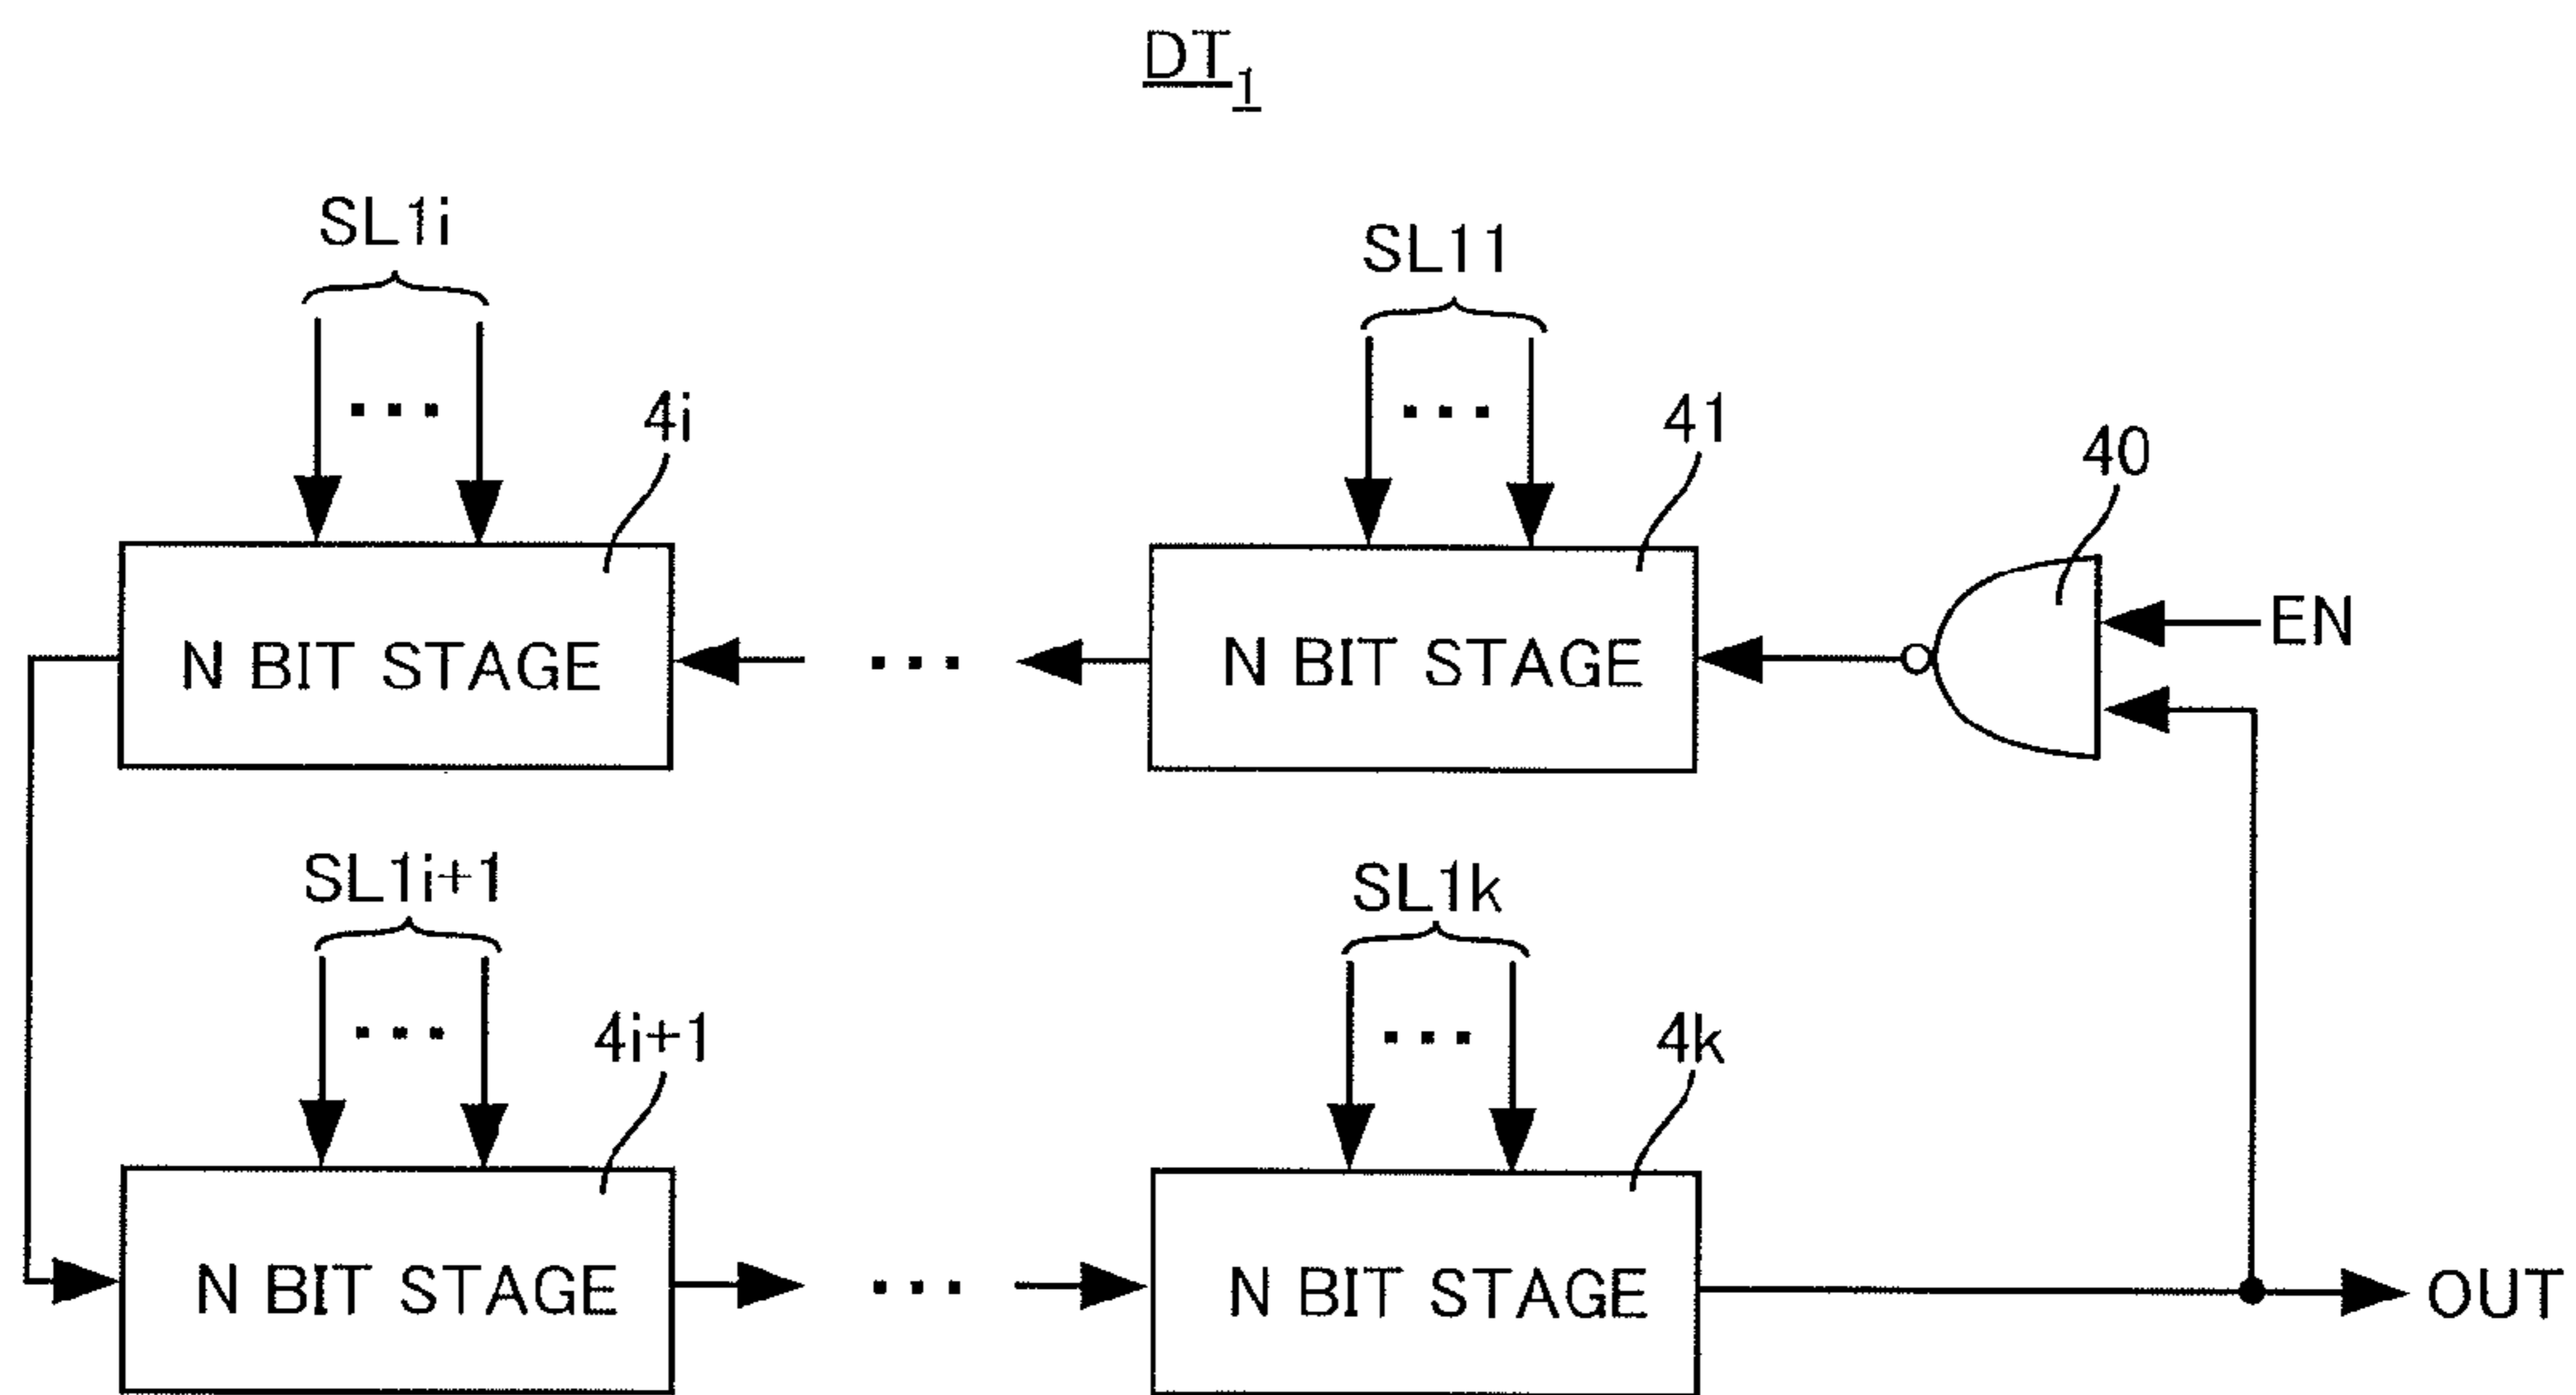 DT1
SL1i
SL11
4i
41
40
N BIT STAGE
N BIT STAGE
EN
SL1i+1
SL1k
4i+1
4k
N BIT STAGE
N BIT STAGE
OUT